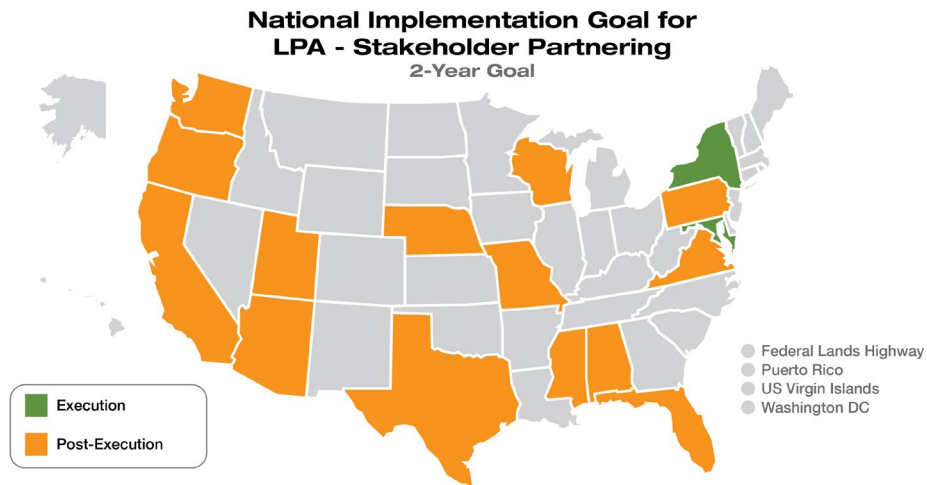 National Implementation Goal for
LPA - Stakeholder Partnering
2-Year Goal
Federal Lands Highway
Puerto Rico
US Virgin Islands
Washington DC
Execution
Post-Execution